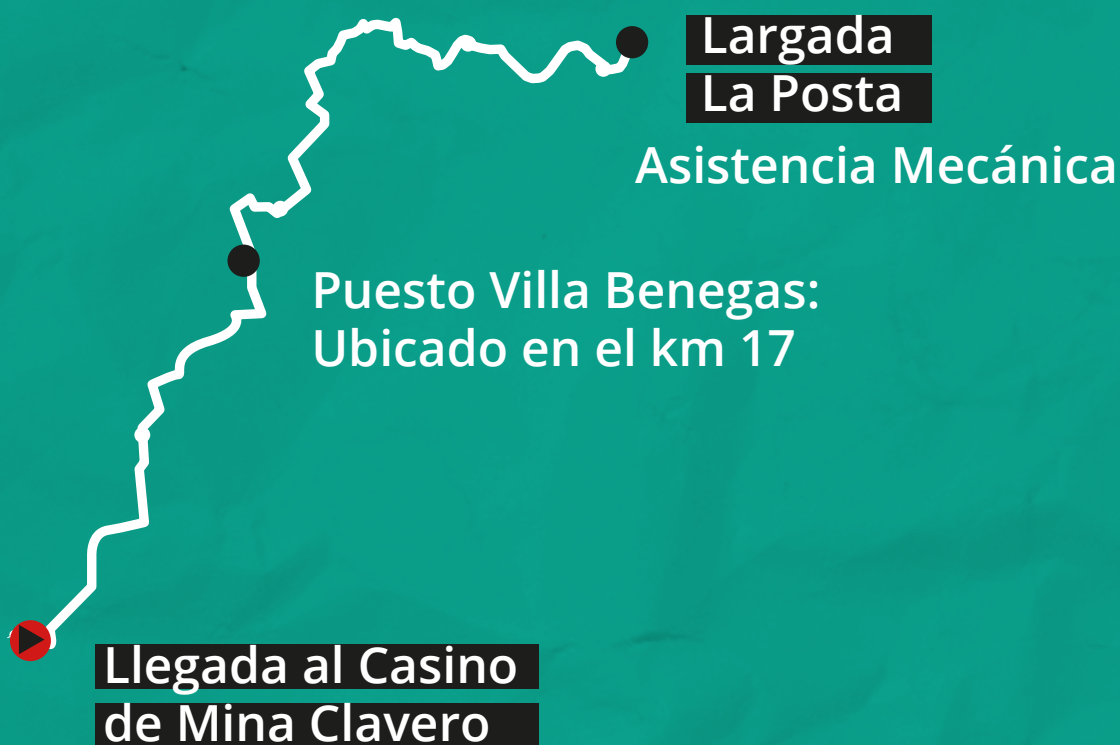 Largada
La Posta
Asistencia Mecánica
Puesto Villa Benegas:
Ubicado en el km 17
Llegada al Casino
de Mina Clavero